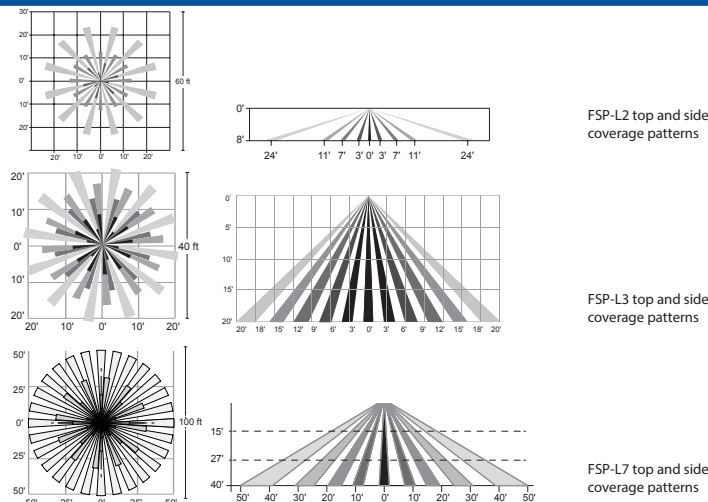 30'
20'
10'
0'
10'
20'
20' 10' 0' 10' 20'
60 ft
0'
8'
24' 11' 7' 3' 0' 3' 7' 11' 24'
FSP-L2 top and side
coverage patterns
20'
10'
0'
10'
20'
20' 10' 0' 10' 20'
40 ft
0'
5'
10'
15'
20'
20' 18' 15' 12' 9' 6' 3' 0' 3' 6' 9' 12' 15' 18' 20'
FSP-L3 top and side
coverage patterns
50'
25'
0'
25'
50'
50' 25' 0' 25' 50'
100 ft
15'
27'
40'
50' 40' 30' 20' 10' 0' 10' 20' 30' 40' 50'
FSP-L7 top and side
coverage patterns